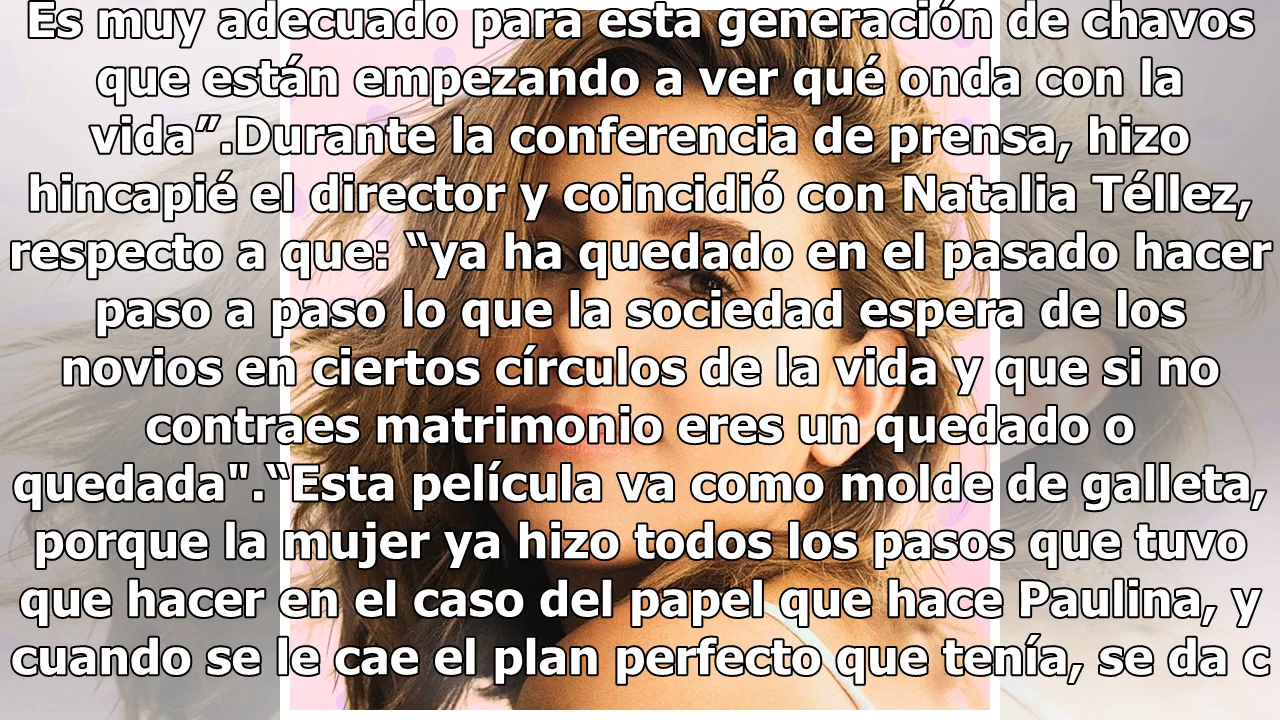 Es muy adecuado para esta generación de chavos
que están empezando a ver qué onda con la
vida”.Durante la conferencia de prensa, hizo
hincapié el director y coincidió con Natalia Téllez,
respecto a que: “ya ha quedado en el pasado hacer
paso a paso lo que la sociedad espera de los
novios en ciertos círculos de la vida y que si no
contraes matrimonio eres un quedado o
quedada".“Esta película va como molde de galleta,
porque la mujer ya hizo todos los pasos que tuvo
que hacer en el caso del papel que hace Paulina, y
cuando se le cae el plan perfecto que tenía, se da c